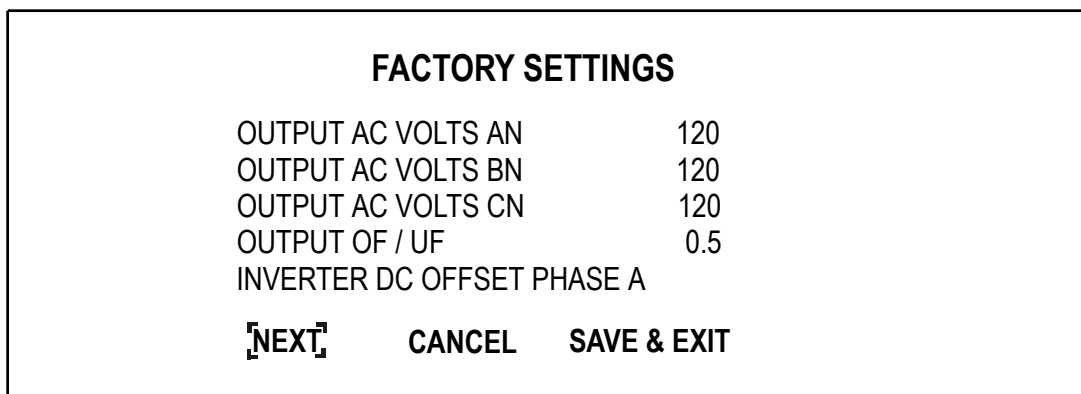 FACTORY SETTINGS
OUTPUT AC VOLTS AN 120
OUTPUT AC VOLTS BN 120
OUTPUT AC VOLTS CN 120
OUTPUT OF / UF 0.5
INVERTER DC OFFSET PHASE A
NEXT CANCEL SAVE & EXIT